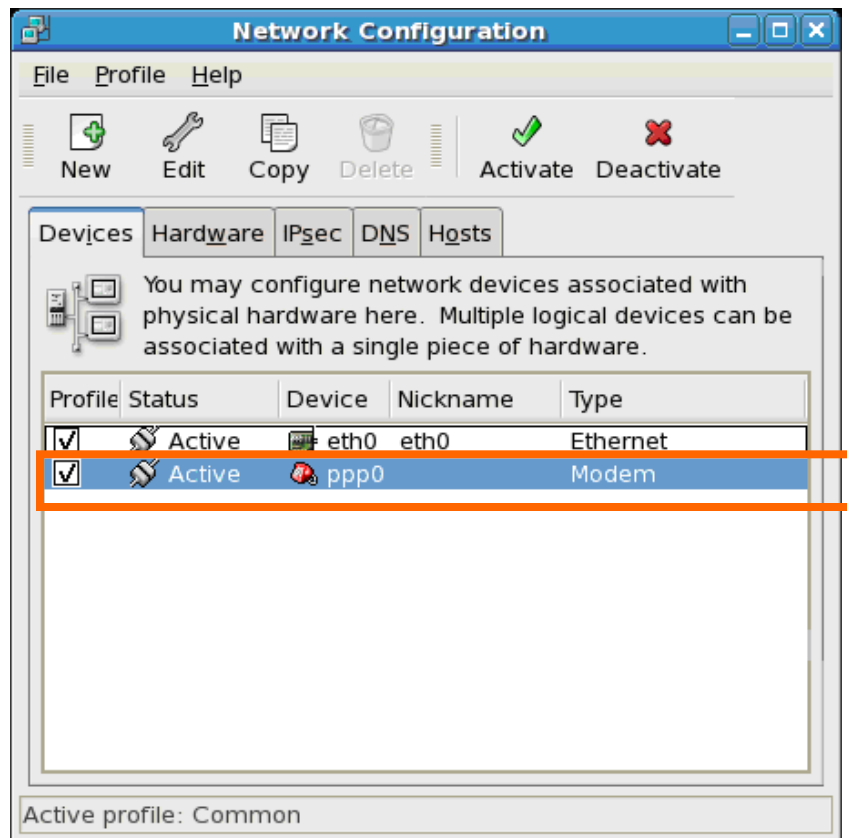 Network Configuration
File Profile Help
New Edit Copy Delete Activate Deactivate
Devices Hardware IPsec DNS Hosts
You may configure network devices associated with
physical hardware here. Multiple logical devices can be
associated with a single piece of hardware.
Profile Status Device Nickname Type
Active eth0 eth0 Ethernet
Active ppp0 Modem
Active profile: Common